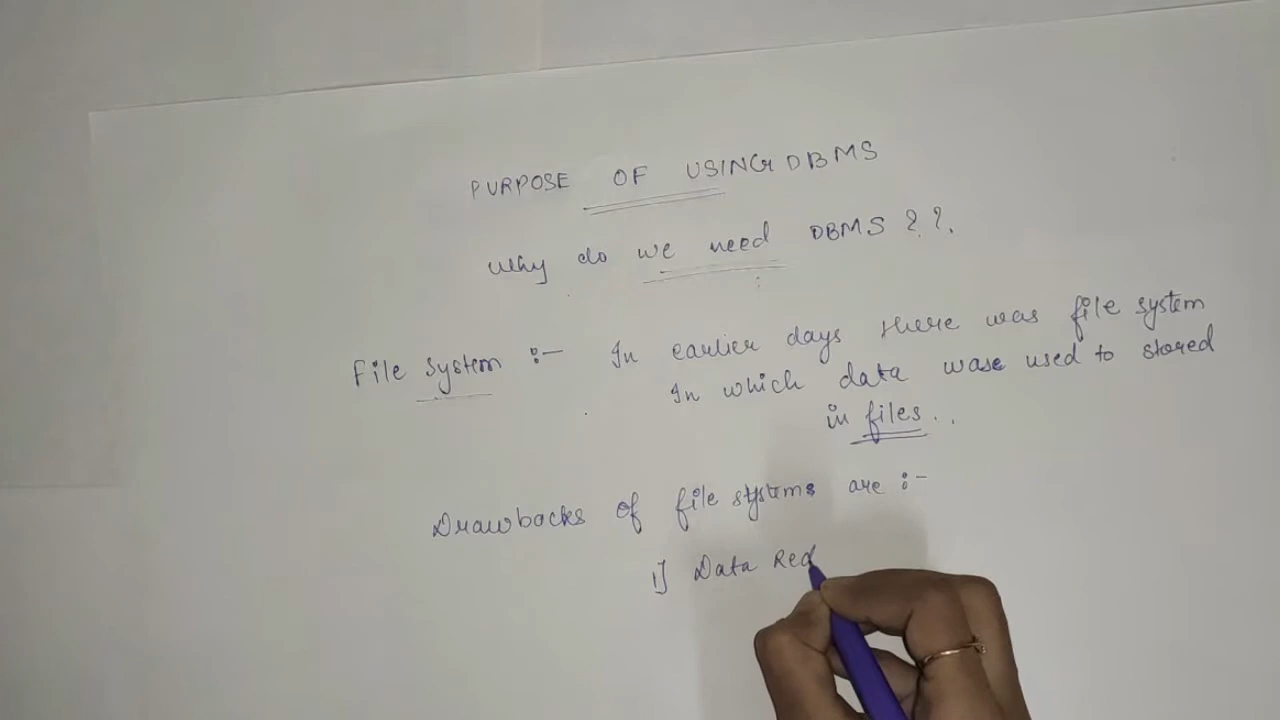 PURPOSE OF USING DBMS
Why do we need DBMS ??.
File System :- In earlier days there was file system
In which data wase used to stored
in files . .
Drawbacks of file systems are :-
1] Data Red